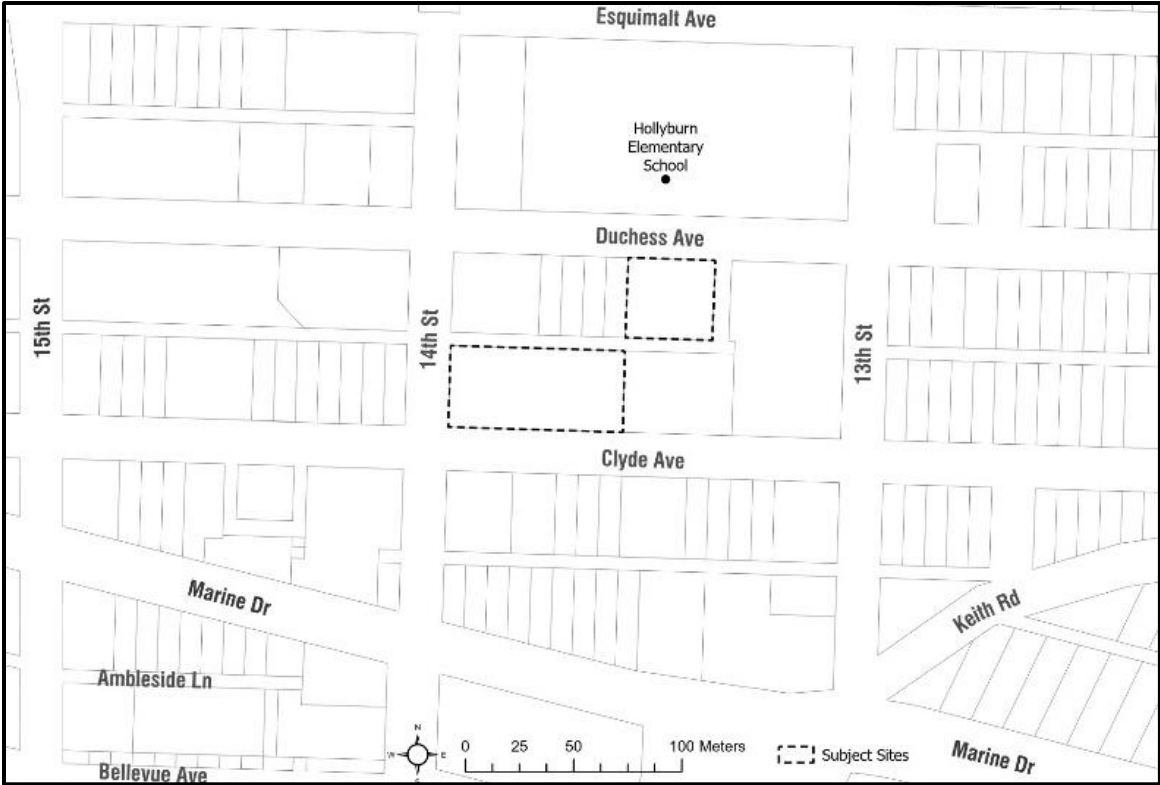 Esquimalt Ave
Hollyburn
Elementary
School
Duchess Ave
15th St
14th St
13th St
Clyde Ave
Marine Dr
Keith Rd
Ambleside Ln
N
W
E
S
0 25 50 100 Meters
Subject Sites
Marine Dr
Bellevue Ave